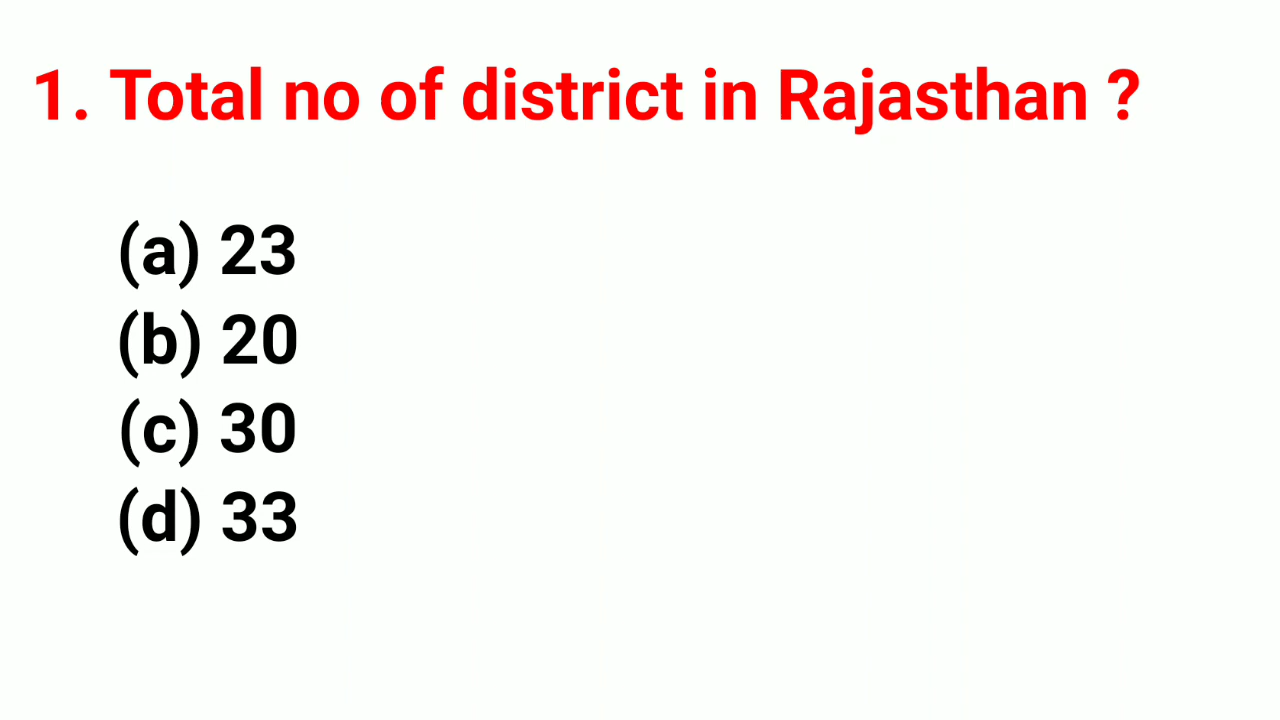 1. Total no of district in Rajasthan ?
(a) 23
(b) 20
(c) 30
(d) 33